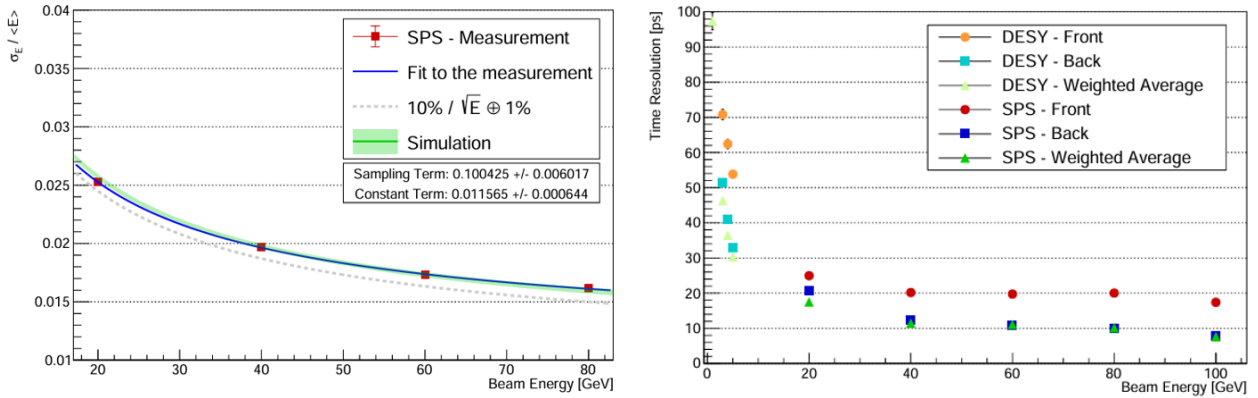 σE / <E>
0.04
0.03
0.025
0.02
0.015
0.01
SPS - Measurement
Fit to the measurement
10% / √E ⊕ 1%
Simulation
Sampling Term: 0.100425 +/- 0.006017
Constant Term: 0.011565 +/- 0.000644
20
30
40
50
60
70
80
Beam Energy [GeV]
Time Resolution [ps]
100
90
80
70
60
50
40
30
20
10
0
DESY - Front
DESY - Back
DESY - Weighted Average
SPS - Front
SPS - Back
SPS - Weighted Average
0
20
40
60
80
100
Beam Energy [GeV]